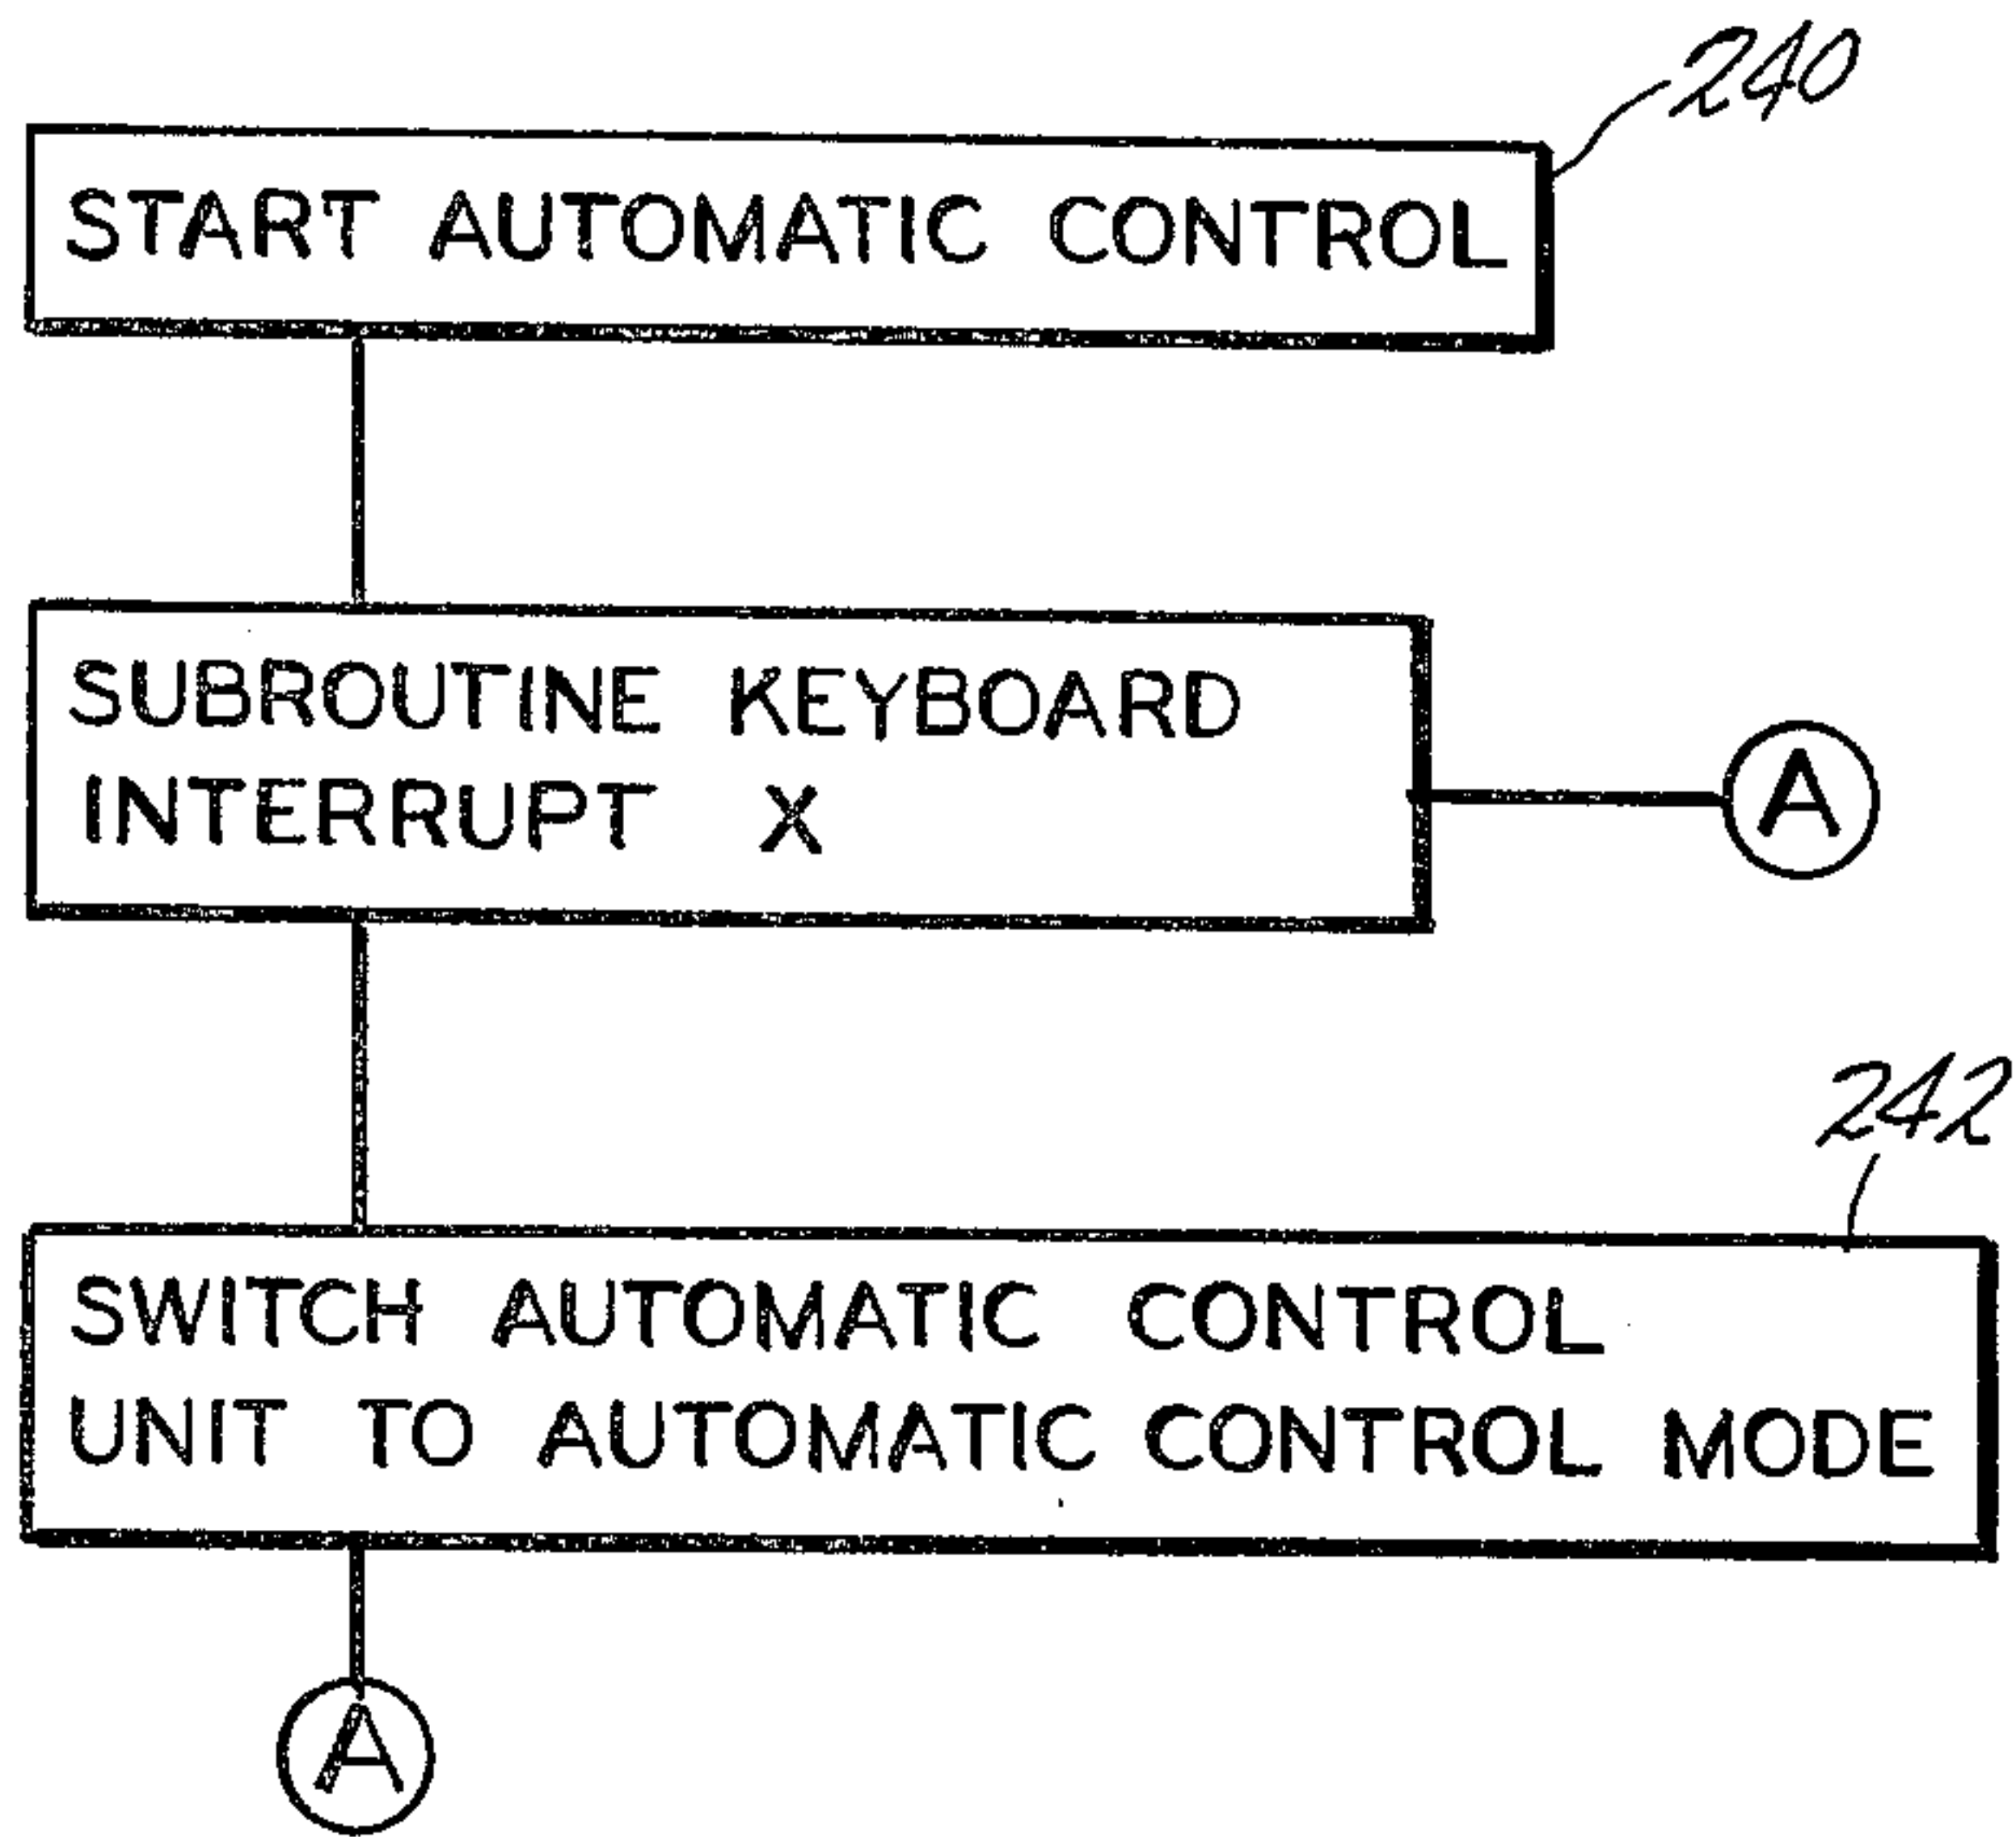 240
START AUTOMATIC CONTROL
SUBROUTINE KEYBOARD
INTERRUPT X
A
242
SWITCH AUTOMATIC CONTROL
UNIT TO AUTOMATIC CONTROL MODE
A